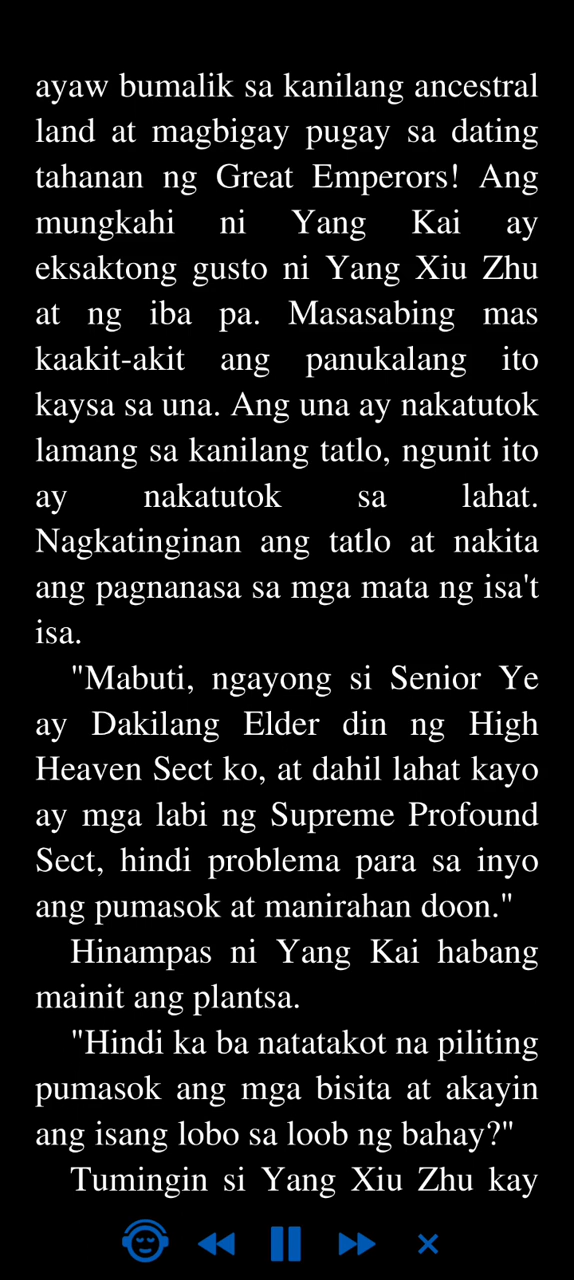 ayaw bumalik sa kanilang ancestral
land at magbigay pugay sa dating
tahanan ng Great Emperors! Ang
mungkahi ni Yang Kai ay
eksaktong gusto ni Yang Xiu Zhu
at ng iba pa. Masasabing mas
kaakit-akit ang panukalang ito
kaysa sa una. Ang una ay nakatutok
lamang sa kanilang tatlo, ngunit ito
ay nakatutok sa lahat.
Nagkatinginan ang tatlo at nakita
ang pagnanasa sa mga mata ng isa't
isa.
"Mabuti, ngayong si Senior Ye
ay Dakilang Elder din ng High
Heaven Sect ko, at dahil lahat kayo
ay mga labi ng Supreme Profound
Sect, hindi problema para sa inyo
ang pumasok at manirahan doon."
Hinampas ni Yang Kai habang
mainit ang plantsa.
"Hindi ka ba natatakot na piliting
pumasok ang mga bisita at akayin
ang isang lobo sa loob ng bahay?"
Tumingin si Yang Xiu Zhu kay